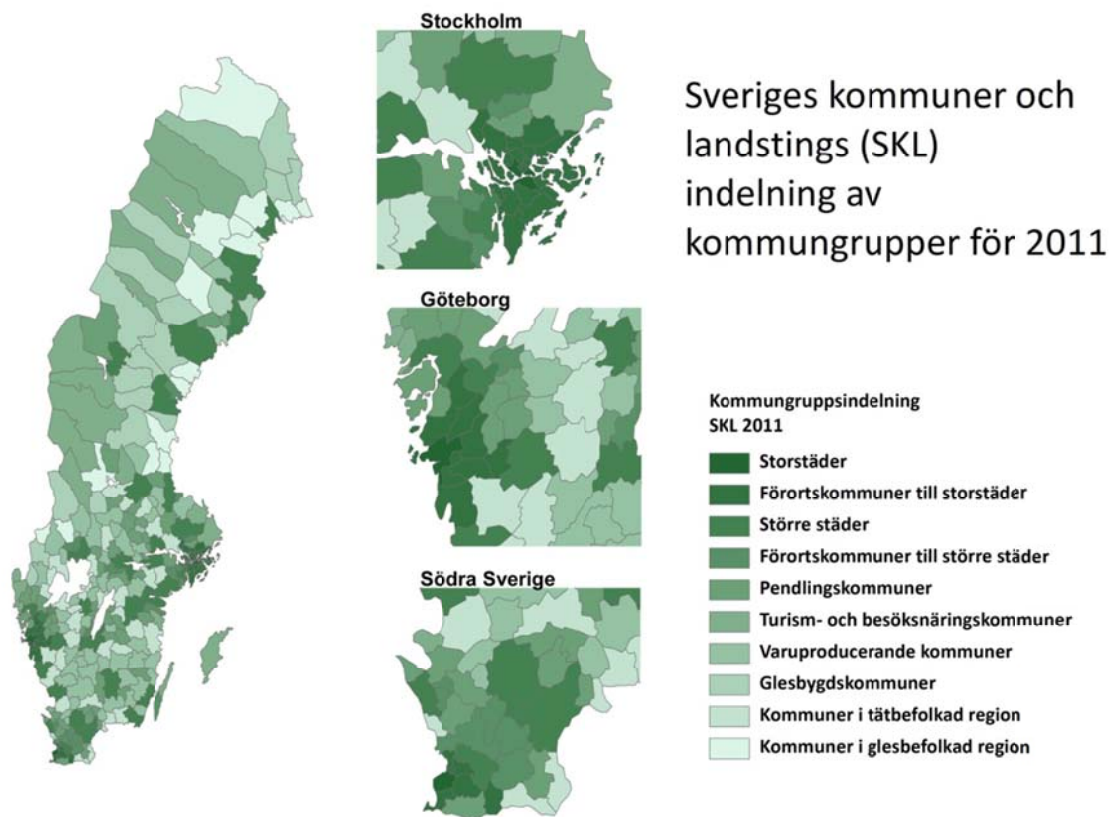 Stockholm
Göteborg
Södra Sverige
Sveriges kommuner och
landstings (SKL)
indelning av
kommungrupper för 2011
Kommungruppsindelning
SKL 2011
Storstäder
Förortskommuner till storstäder
Större städer
Förortskommuner till större städer
Pendlingskommuner
Turism- och besöksnäringskommuner
Varuproducerande kommuner
Glesbygdskommuner
Kommuner i tätbefolkad region
Kommuner i glesbefolkad region